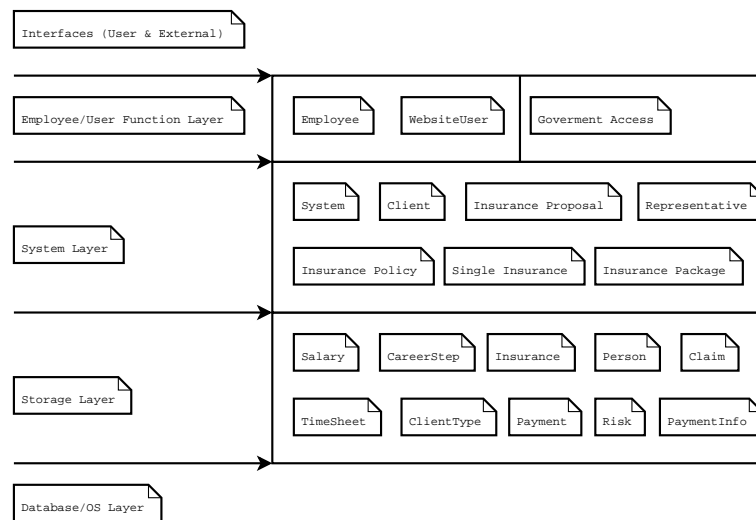 Interfaces (User & External)
Employee/User Function Layer
Employee
WebsiteUser
Goverment Access
System
Client
Insurance Proposal
Representative
System Layer
Insurance Policy
Single Insurance
Insurance Package
Salary
CareerStep
Insurance
Person
Claim
Storage Layer
TimeSheet
ClientType
Payment
Risk
PaymentInfo
Database/OS Layer